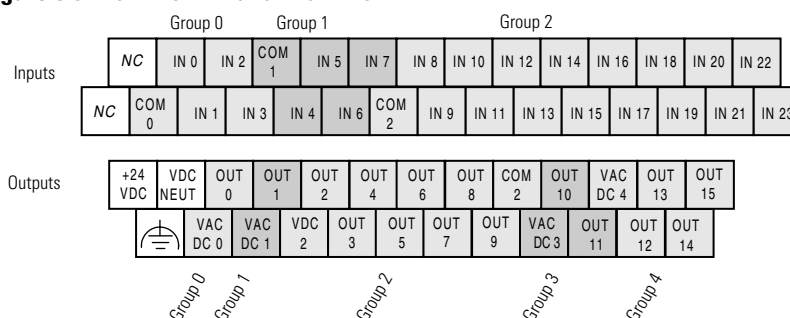 Group 0 Group 1 Group 2
Inputs
NC IN 0 IN 2 COM 1 IN 5 IN 7 IN 8 IN 10 IN 12 IN 14 IN 16 IN 18 IN 20 IN 22
NC COM 0 IN 1 IN 3 IN 4 IN 6 COM 2 IN 9 IN 11 IN 13 IN 15 IN 17 IN 19 IN 21 IN 23
Outputs
+24 VDC VDC NEUT OUT 0 OUT 1 OUT 2 OUT 4 OUT 6 OUT 8 COM 2 OUT 10 VAC DC 4 OUT 13 OUT 15
VAC DC 0 VAC DC 1 VDC 2 OUT 3 OUT 5 OUT 7 OUT 9 VAC DC 3 OUT 11 OUT 12 OUT 14
Group 0 Group 1 Group 2 Group 3 Group 4